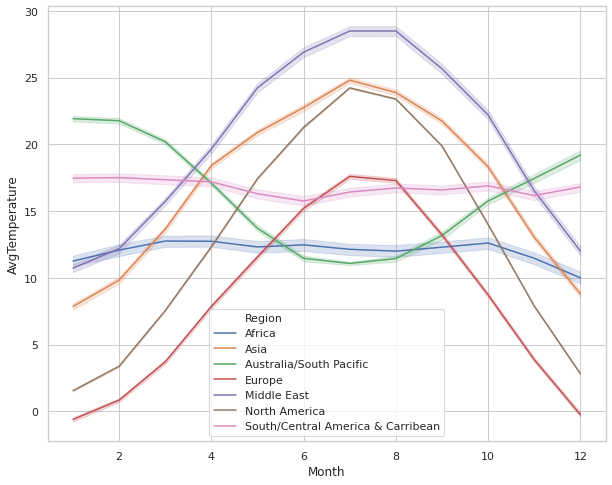 30
25
20
15
10
5
0
AvgTemperature
Region
Africa
Asia
Australia/South Pacific
Europe
Middle East
North America
South/Central America & Carribean
2 4 6 8 10 12
Month